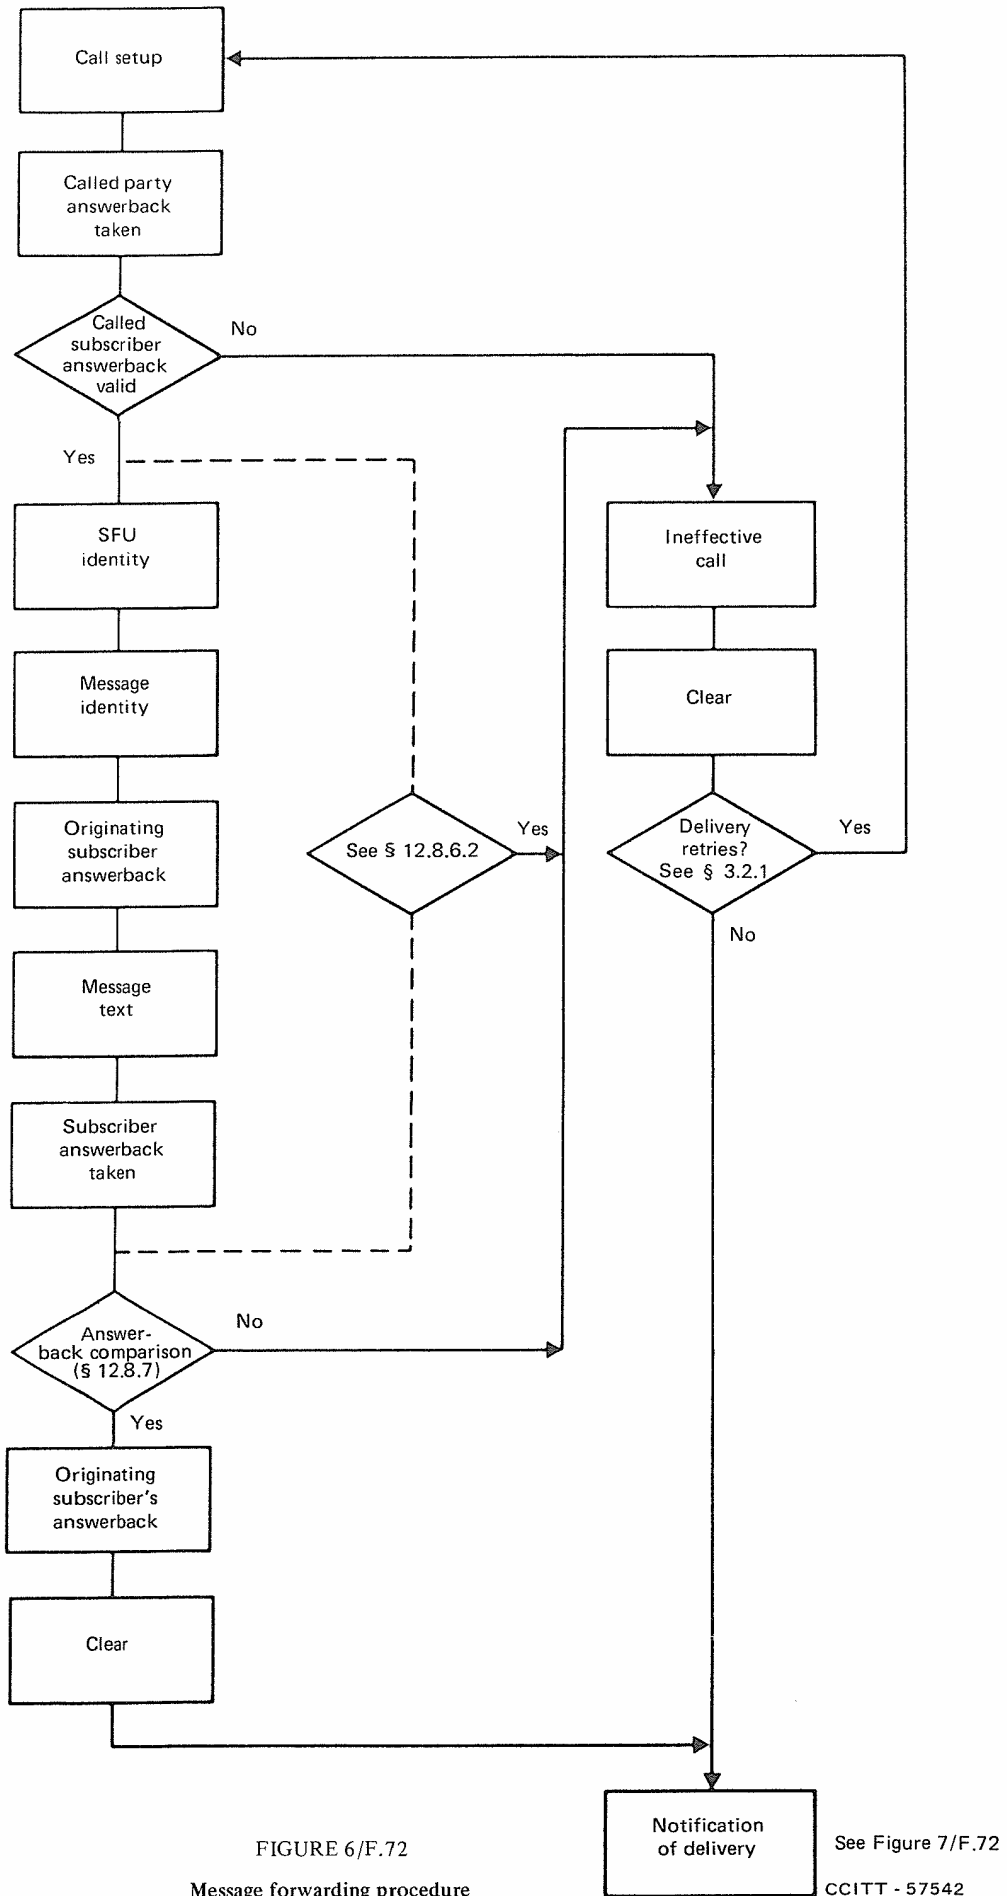 Call setup
Called party
answerback
taken
Called
subscriber
answerback
valid
No
Yes
SFU
identity
Message
identity
Originating
subscriber
answerback
Message
text
Subscriber
answerback
taken
See § 12.8.6.2
Yes
Ineffective
call
Clear
Delivery
retries?
See § 3.2.1
Yes
No
Answer-
back comparison
(§ 12.8.7)
No
Yes
Originating
subscriber's
answerback
Clear
Notification
of delivery
See Figure 7/F.72
FIGURE 6/F.72
Message forwarding procedure
CCITT - 57542